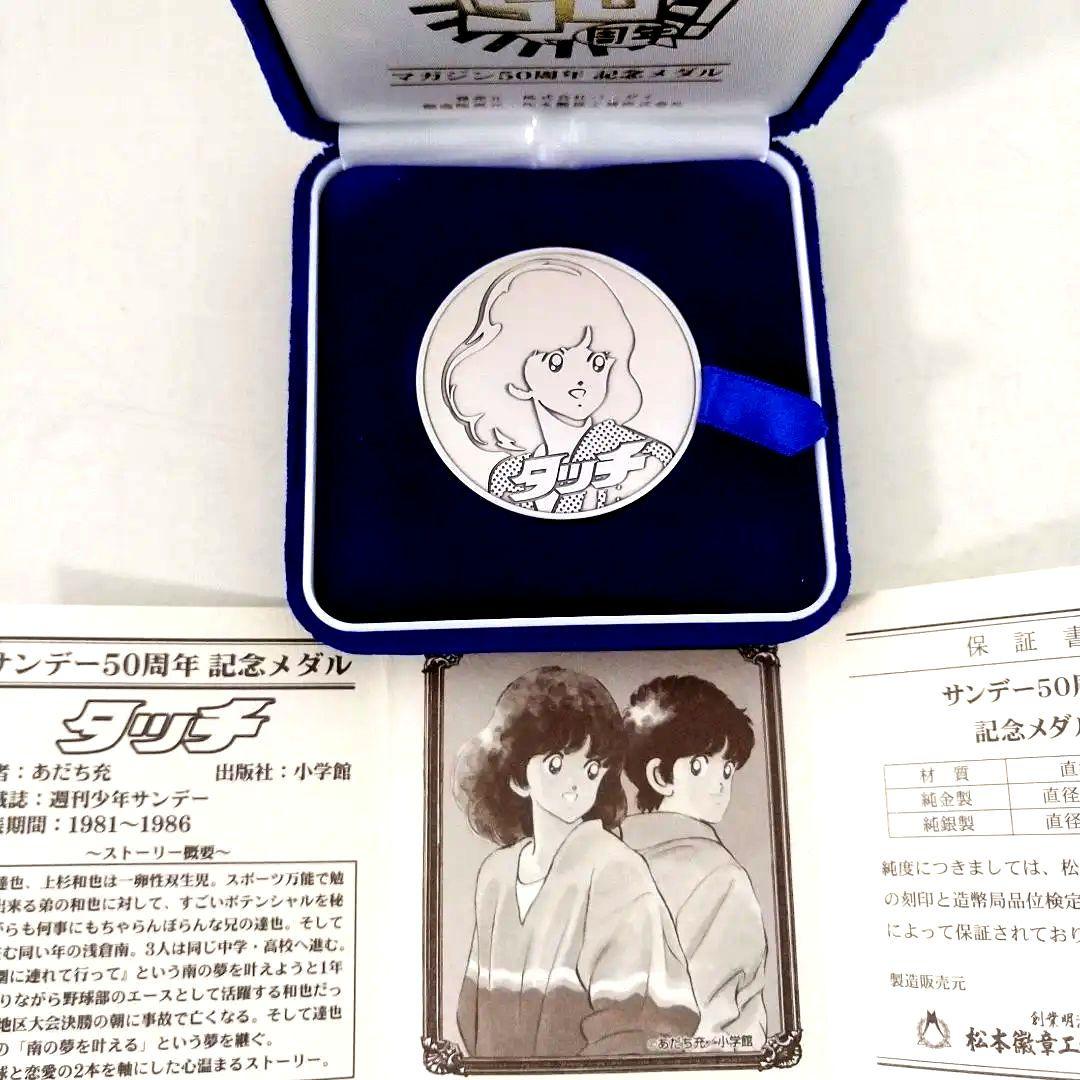 50
周年
マガジン50周年 記念メダル
タッチ
サンデー50周年 記念メダル
タッチ
者：あだち充 出版社：小学館
誌：週刊少年サンデー
期間：1981〜1986
〜ストーリー概要〜
達也、上杉和也は一卵性双生児。スポーツ万能で勉
出来る弟の和也に対して、すごいポテンシャルを秘
がらも何事にもちゃらんぽらんな兄の達也。そして
む同い年の浅倉南。3人は同じ中学・高校へ進む。
に連れて行って』という南の夢を叶えようと1年
りながら野球部のエースとして活躍する和也だっ
地区大会決勝の朝に事故で亡くなる。そして達也
の「南の夢を叶える」という夢を継ぐ。
球と恋愛の2本を軸にした心温まるストーリー。
©あだち充 小学館
保証書
サンデー50周
記念メダル
材質 直
純金製 直径
純銀製 直径
純度につきましては、松
の刻印と造幣局品位検定
によって保証されており
製造販売元
創業明治
松本徽章工